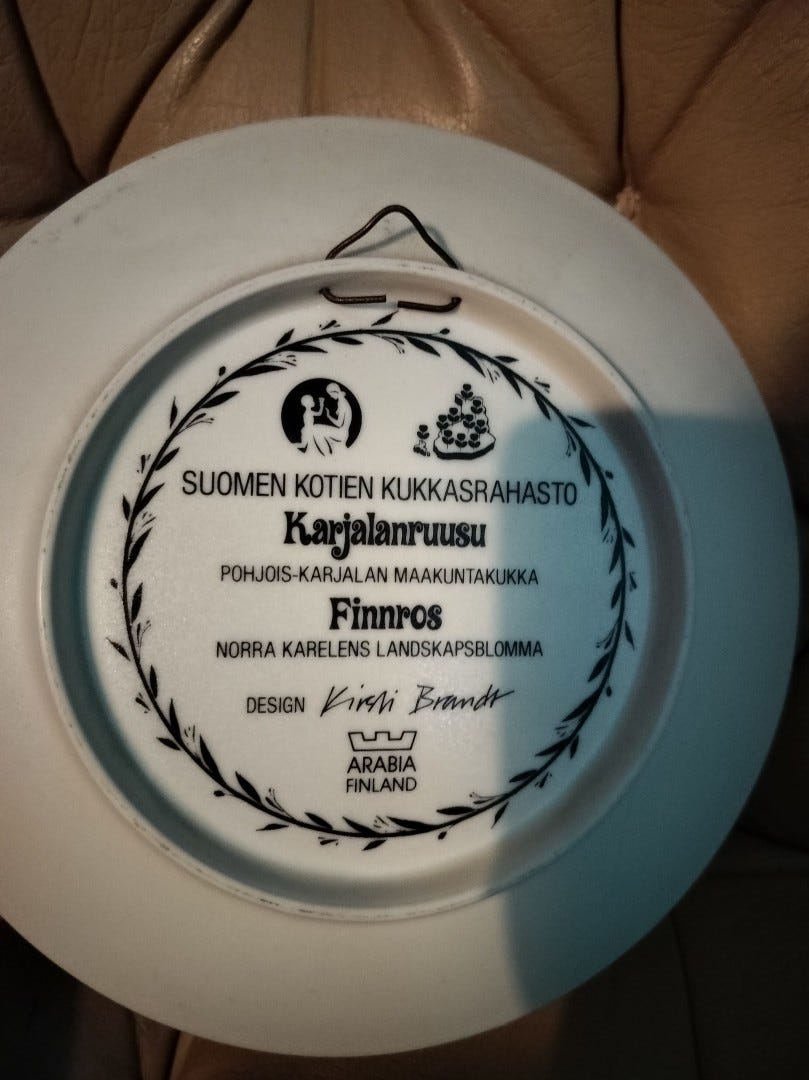 SUOMEN KOTIEN KUKKASRAHASTO
Karjalanruusu
POHJOIS-KARJALAN MAAKUNTAKUKKA
Finnros
NORRA KARELENS LANDSKAPSBLOMMA
DESIGN Kirsti Brandt
ARABIA
FINLAND